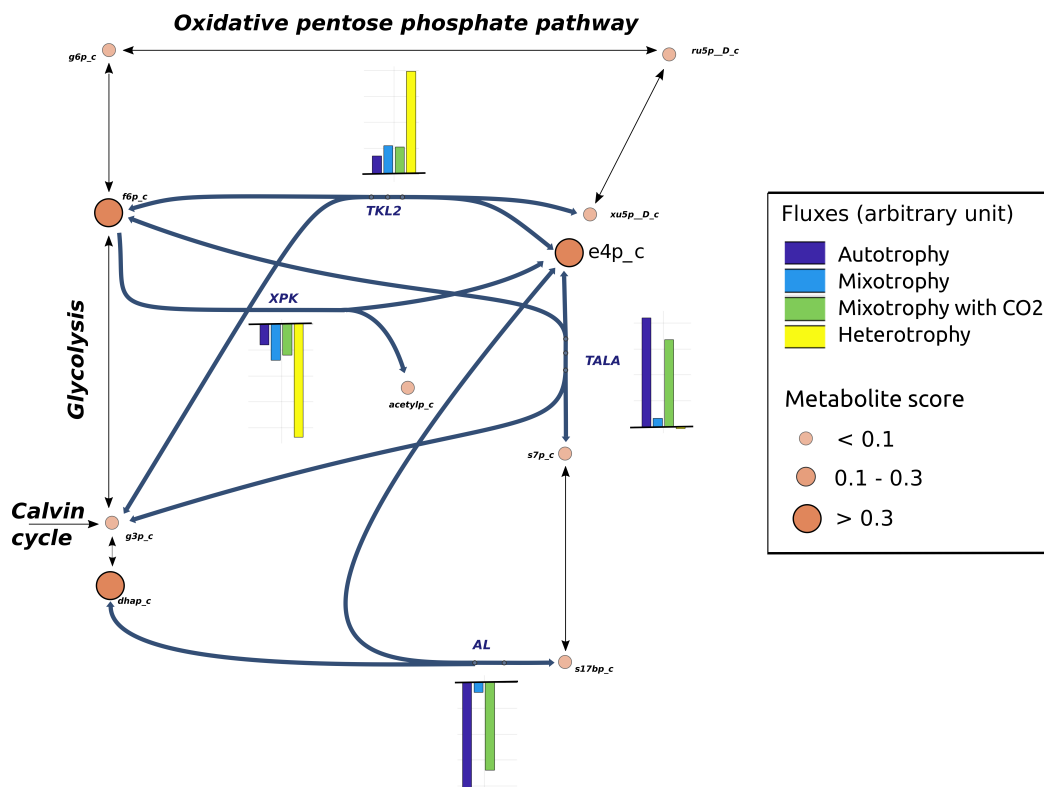 Oxidative pentose phosphate pathway
g6p_c
ru5p__D_c
f6p_c
TKL2
xu5p__D_c
e4p_c
XPK
TALA
acetylp_c
Glycolysis
s7p_c
Calvin
cycle
g3p_c
dhap_c
AL
s17bp_c
Fluxes (arbitrary unit)
Autotrophy
Mixotrophy
Mixotrophy with CO2
Heterotrophy
Metabolite score
< 0.1
0.1 - 0.3
> 0.3